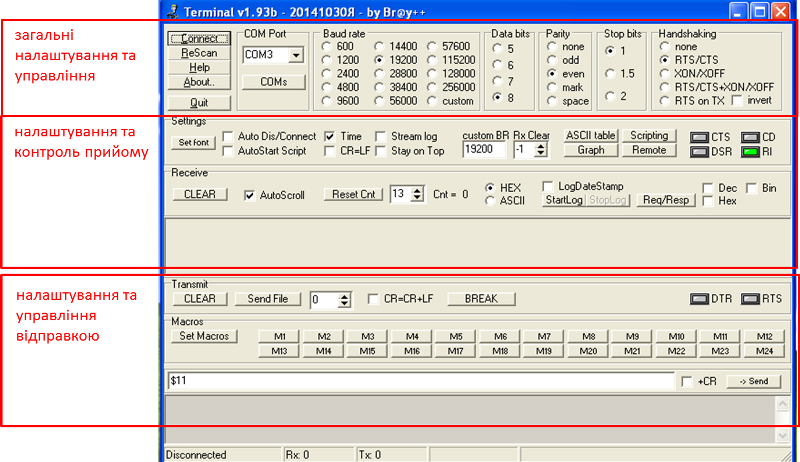 Terminal v1.93b - 20141030Я - by Br@y++
загальні
налаштування та
управління
Connect
ReScan
Help
About..
Quit
COM Port
COM3
COMs
Baud rate
600 14400 57600
1200 19200 115200
2400 28800 128000
4800 38400 256000
9600 56000 custom
Data bits
5
6
7
8
Parity
none
odd
even
mark
space
Stop bits
1
1.5
2
Handshaking
none
RTS/CTS
XON/XOFF
RTS/CTS+XON/XOFF
RTS on TX invert
налаштування та
контроль прийому
Settings
Set font
Auto Dis/Connect Time Stream log
AutoStart Script CR=LF Stay on Top
custom BR Rx Clear
19200 -1
ASCII table Scripting
Graph Remote
CTS CD
DSR RI
Receive
CLEAR AutoScroll Reset Cnt 13 Cnt = 0
HEX
ASCII
LogDateStamp
StartLog StopLog Req/Resp
Dec Bin
Hex
налаштування та
управління
відправкою
Transmit
CLEAR Send File 0 CR=CR+LF BREAK DTR RTS
Macros
Set Macros
M1 M2 M3 M4 M5 M6 M7 M8 M9 M10 M11 M12
M13 M14 M15 M16 M17 M18 M19 M20 M21 M22 M23 M24
$11 +CR -> Send
Disconnected Rx: 0 Tx: 0